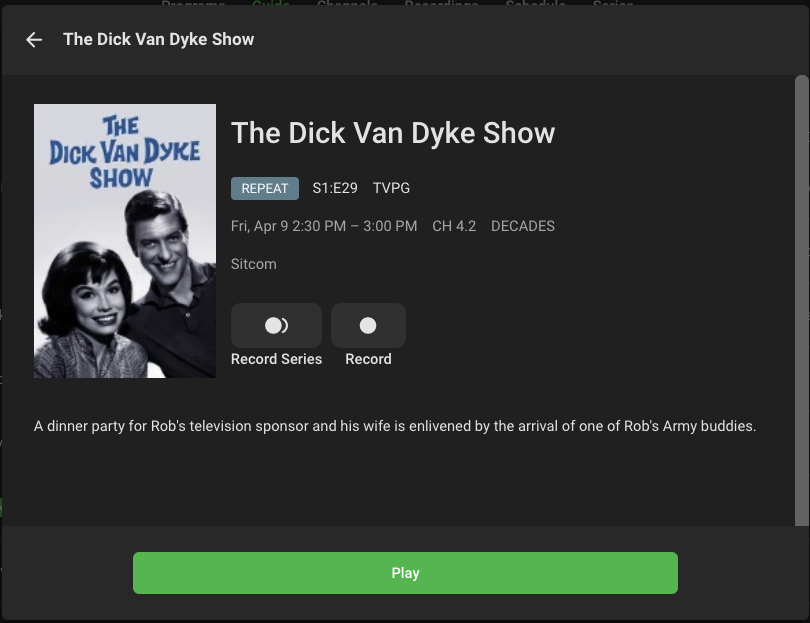 Programs Guide Channels Recordings Schedule Series
The Dick Van Dyke Show
THE
DICK VAN DYKE
SHOW
The Dick Van Dyke Show
REPEAT S1:E29 TVPG
Fri, Apr 9 2:30 PM – 3:00 PM CH 4.2 DECADES
Sitcom
Record Series Record
A dinner party for Rob's television sponsor and his wife is enlivened by the arrival of one of Rob's Army buddies.
Play